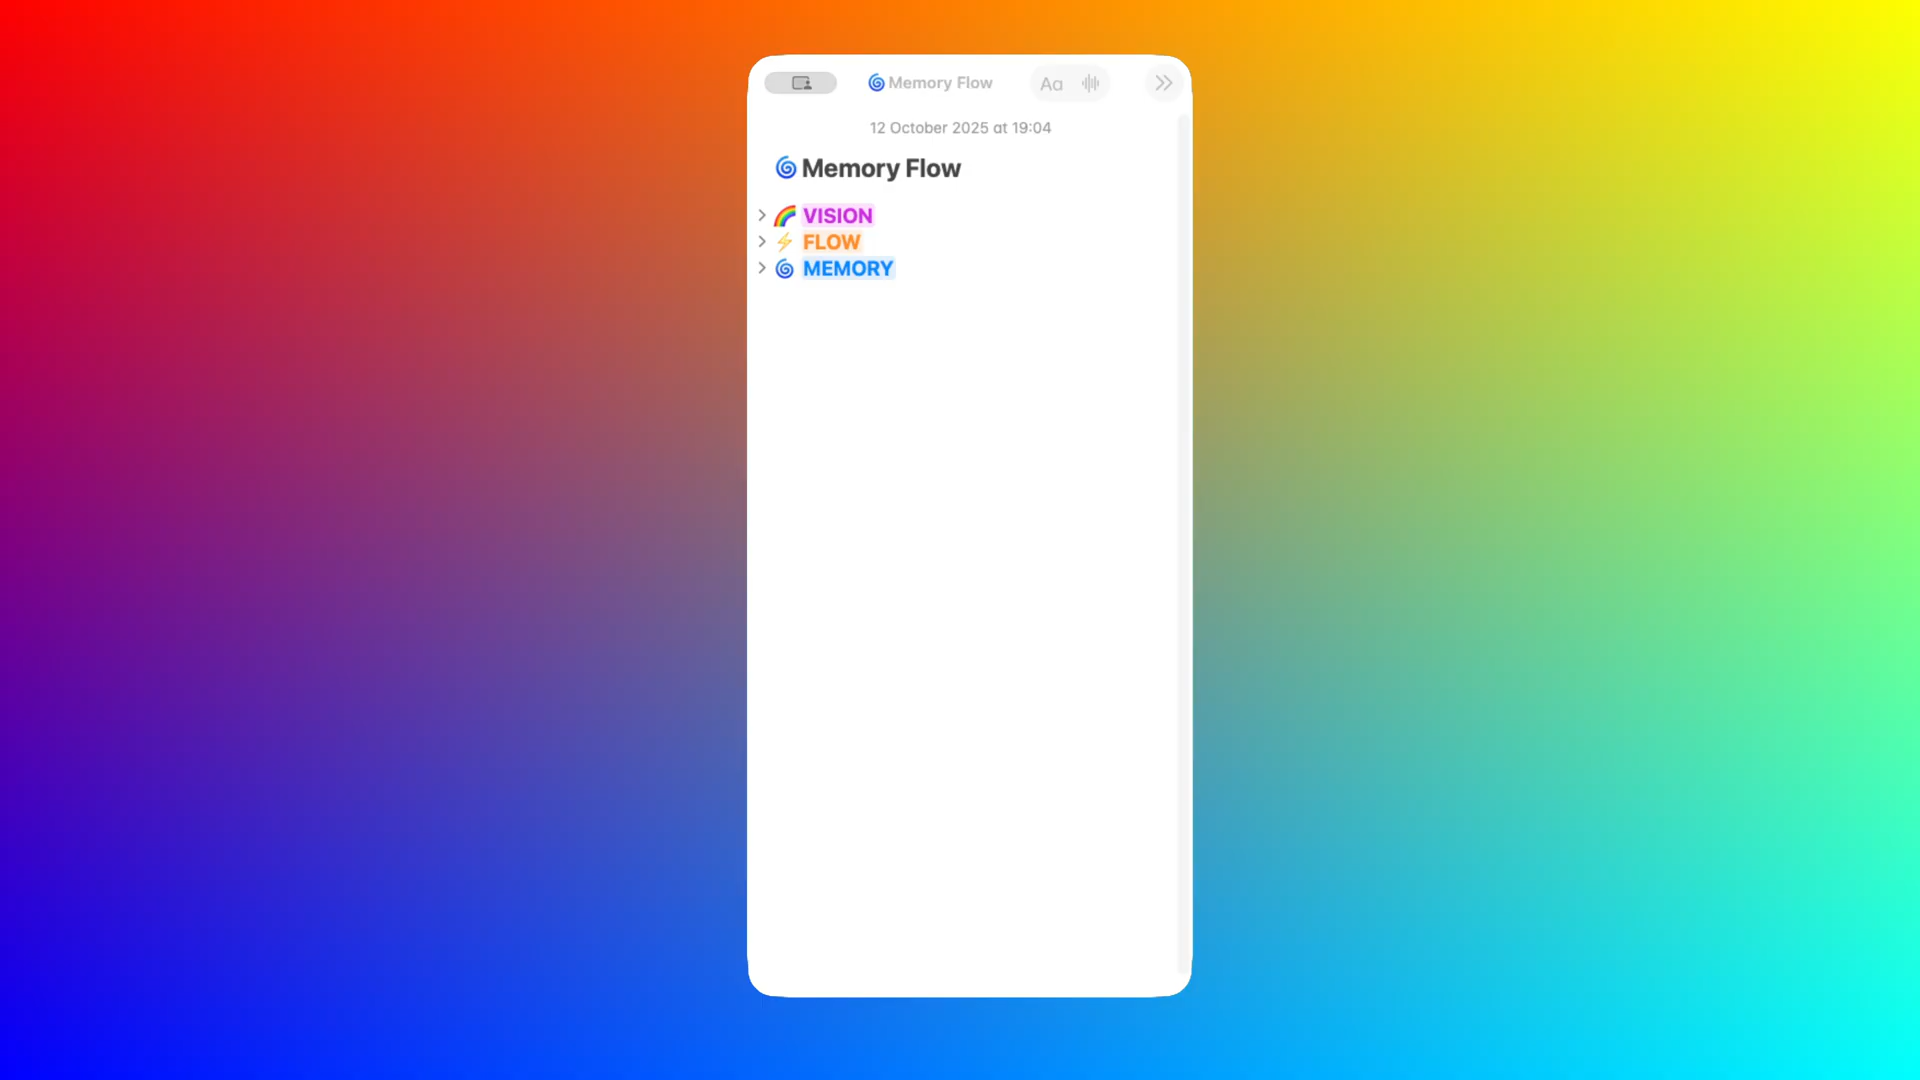 🌀 Memory Flow
Aa
12 October 2025 at 19:04
🌀 Memory Flow
🌈 VISION
⚡ FLOW
🌀 MEMORY